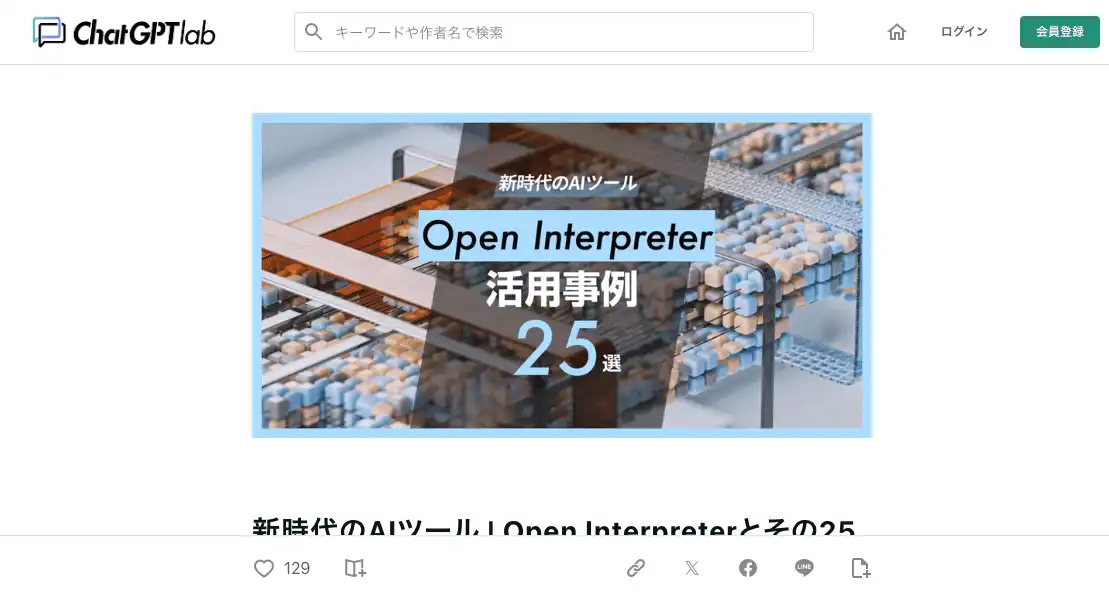 ChatGPTlab
キーワードや作者名で検索
ログイン
会員登録
新時代のAIツール
Open Interpreter
活用事例
25選
新時代のAIツール | Open Interpreterとその25
129
LINE